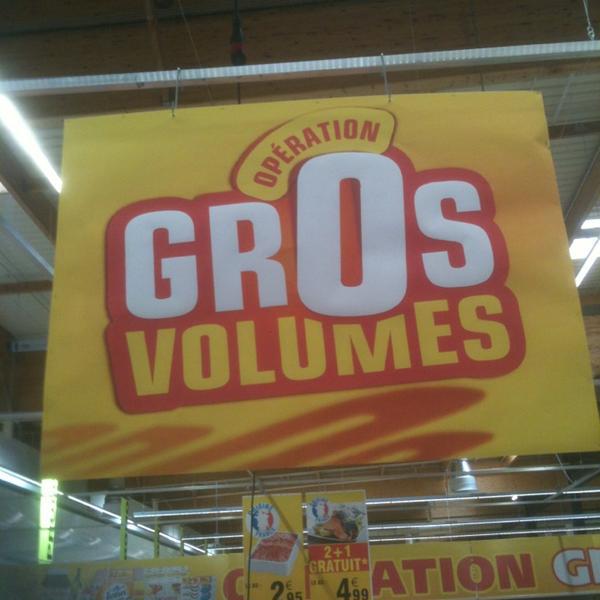 OPÉRATION
GROS
VOLUMES
2+1
GRATUIT*
2€95
4€99
ATION G